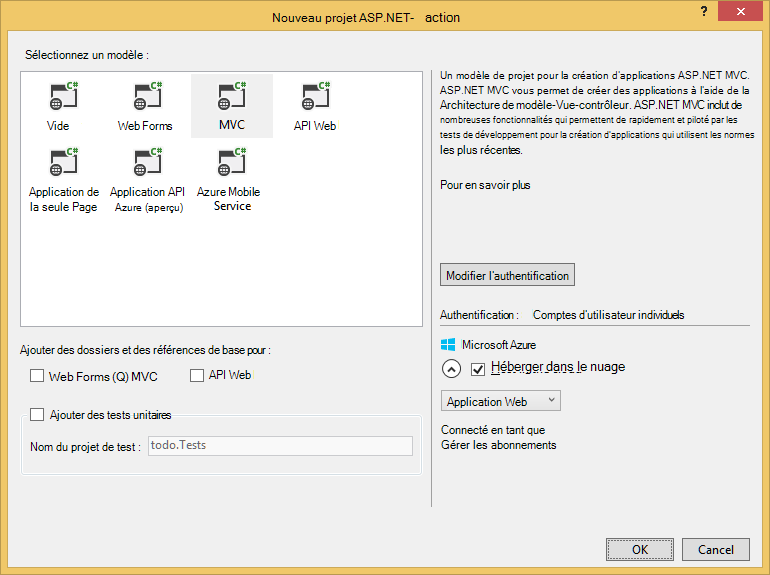 Nouveau projet ASP.NET- action
?
Sélectionnez un modèle :
C# C# C# C#
Vide Web Forms MVC API Web
C# C# C#
Application de Application API Azure Mobile
la seule Page Azure (aperçu) Service
Un modèle de projet pour la création d'applications ASP.NET MVC.
ASP.NET MVC vous permet de créer des applications à l'aide de la
Architecture de modèle-Vue-contrôleur. ASP.NET MVC inclut de
nombreuses fonctionnalités qui permettent de rapidement et piloté par les
tests de développement pour la création d'applications qui utilisent les normes
les plus récentes.
Pour en savoir plus
Modifier l'authentification
Authentification : Comptes d'utilisateur individuels
Microsoft Azure
Héberger dans le nuage
Application Web
Connecté en tant que
Gérer les abonnements
Ajouter des dossiers et des références de base pour :
Web Forms (Q) MVC API Web
Ajouter des tests unitaires
Nom du projet de test : todo.Tests
OK Cancel